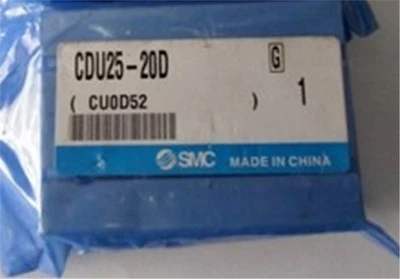 CDU25-20D G
( CU0D52 ) 1
SMC MADE IN CHINA